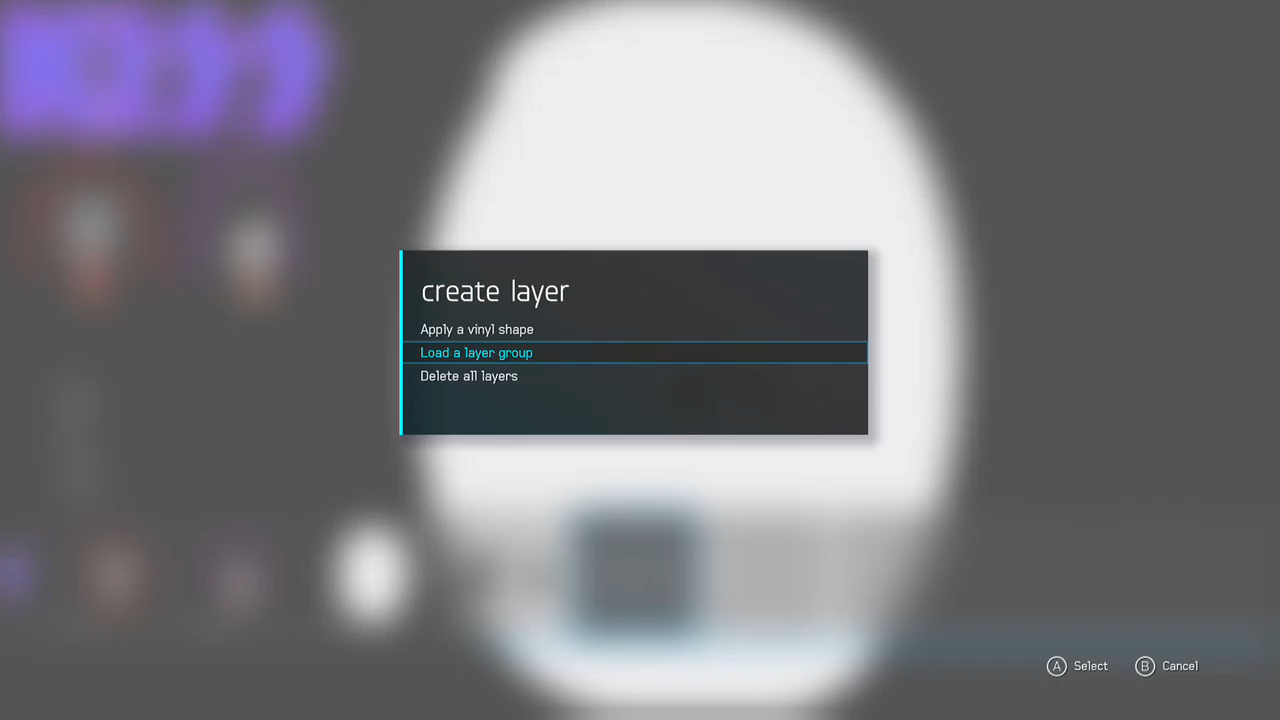 create layer
Apply a vinyl shape
Load a layer group
Delete all layers
A Select B Cancel